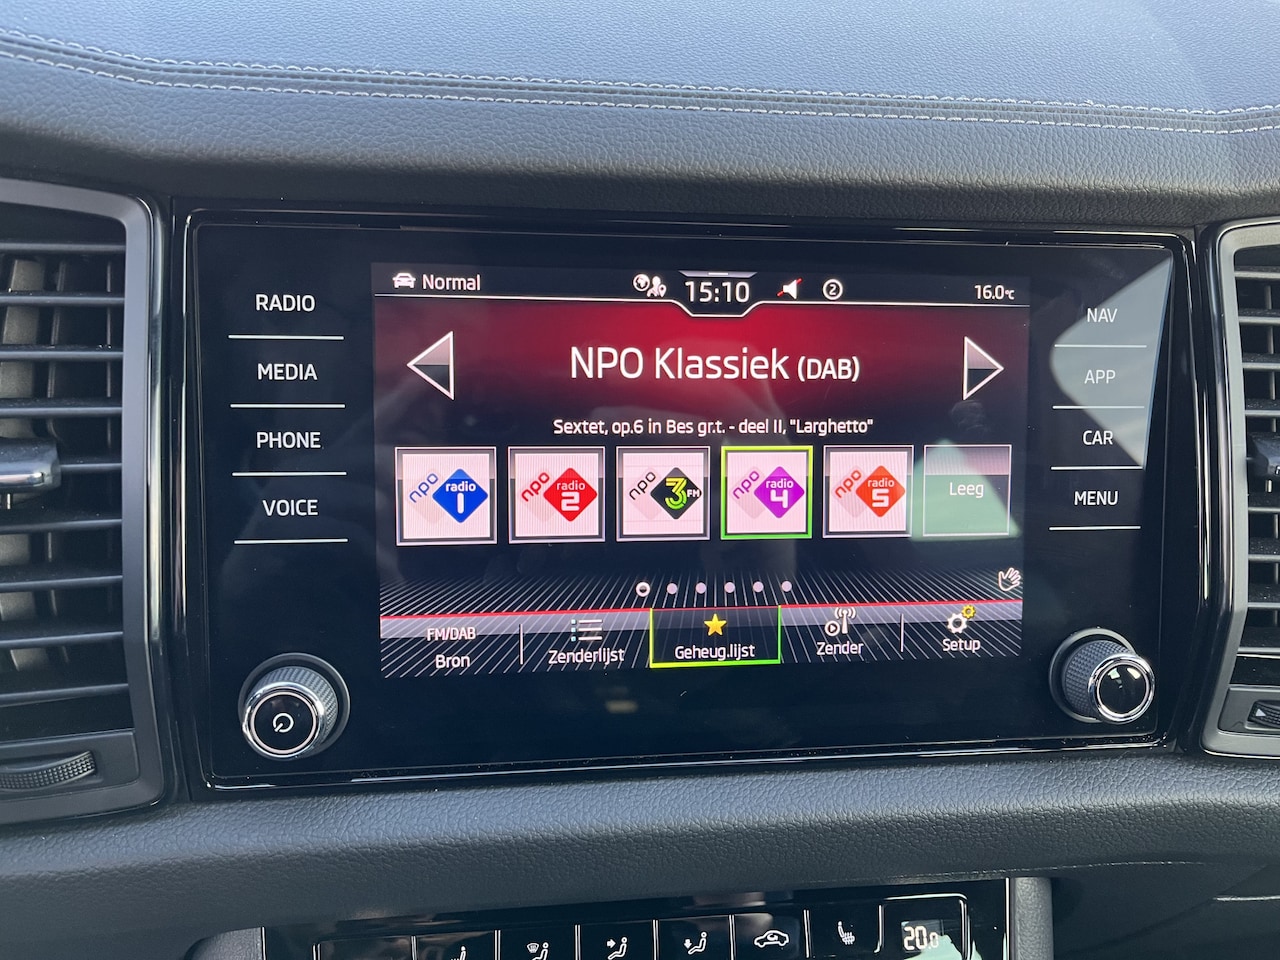 Normal
15:10
2
16.0°C
RADIO
MEDIA
PHONE
VOICE
NAV
APP
CAR
MENU
NPO Klassiek (DAB)
Sextet, op.6 in Bes gr.t. - deel II, "Larghetto"
npo radio 1
npo radio 2
npo 3FM
npo radio 4
npo radio 5
Leeg
FM/DAB
Bron
Zenderlijst
Geheug.lijst
Zender
Setup
20.0